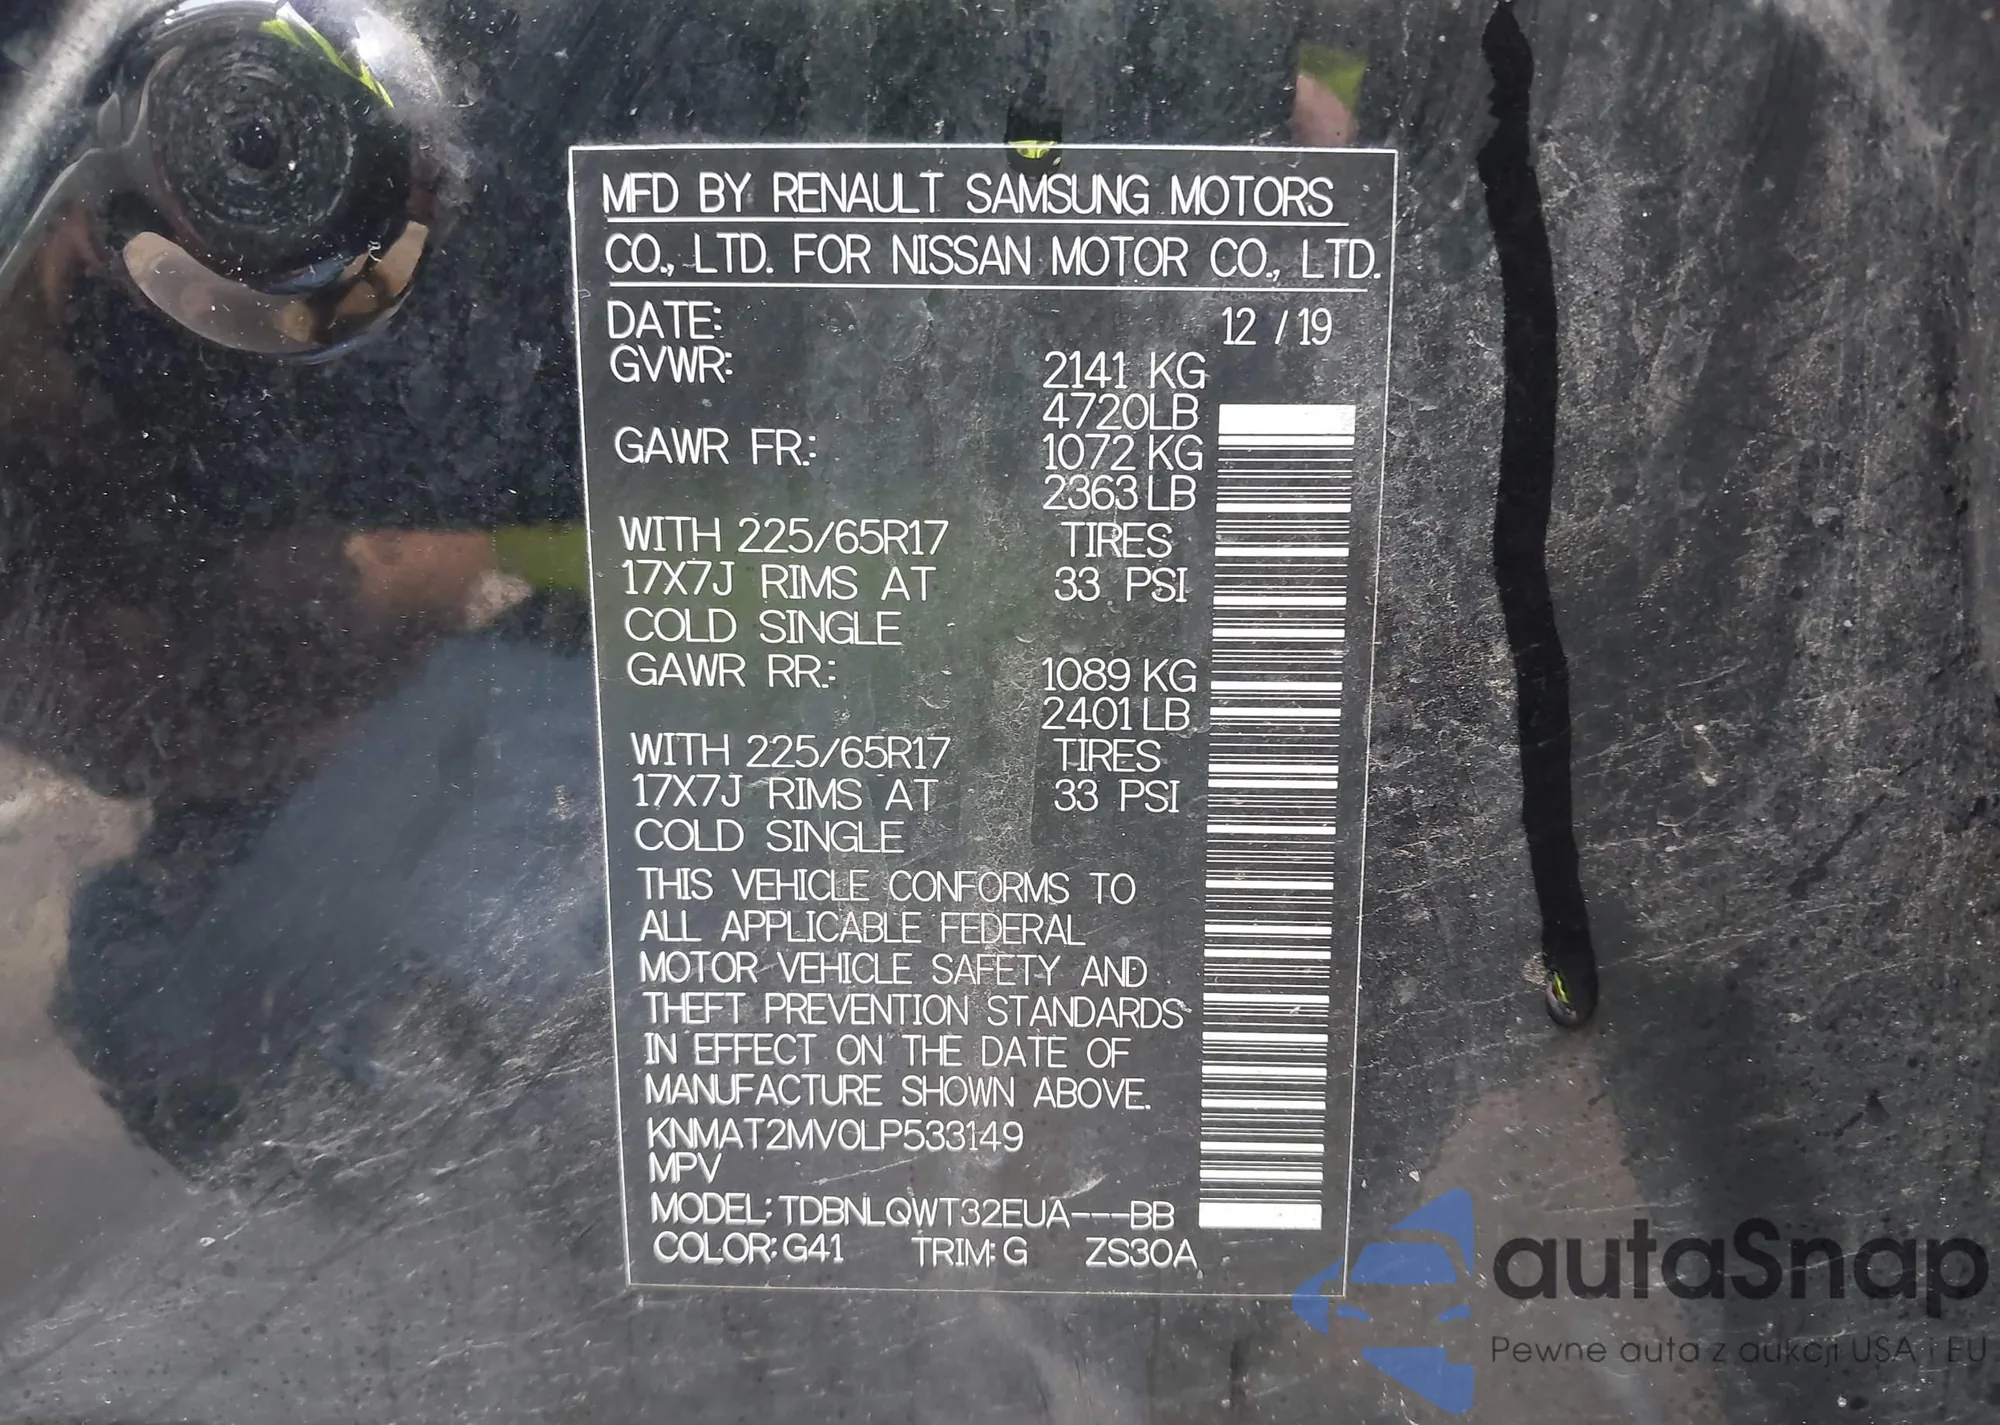 MFD BY RENAULT SAMSUNG MOTORS
CO., LTD. FOR NISSAN MOTOR CO., LTD.
DATE: 12 / 19
GVWR: 2141 KG
4720LB
GAWR FR.: 1072 KG
2363 LB
WITH 225/65R17 TIRES
17X7J RIMS AT 33 PSI
COLD SINGLE
GAWR RR.: 1089 KG
2401 LB
WITH 225/65R17 TIRES
17X7J RIMS AT 33 PSI
COLD SINGLE
THIS VEHICLE CONFORMS TO
ALL APPLICABLE FEDERAL
MOTOR VEHICLE SAFETY AND
THEFT PREVENTION STANDARDS
IN EFFECT ON THE DATE OF
MANUFACTURE SHOWN ABOVE.
KNMAT2MV0LP533149
MPV
MODEL: TDBNLQWT32EUA---BB
COLOR: G41 TRIM: G ZS30A
autaSnap
Pewne auta z aukcji USA i EU